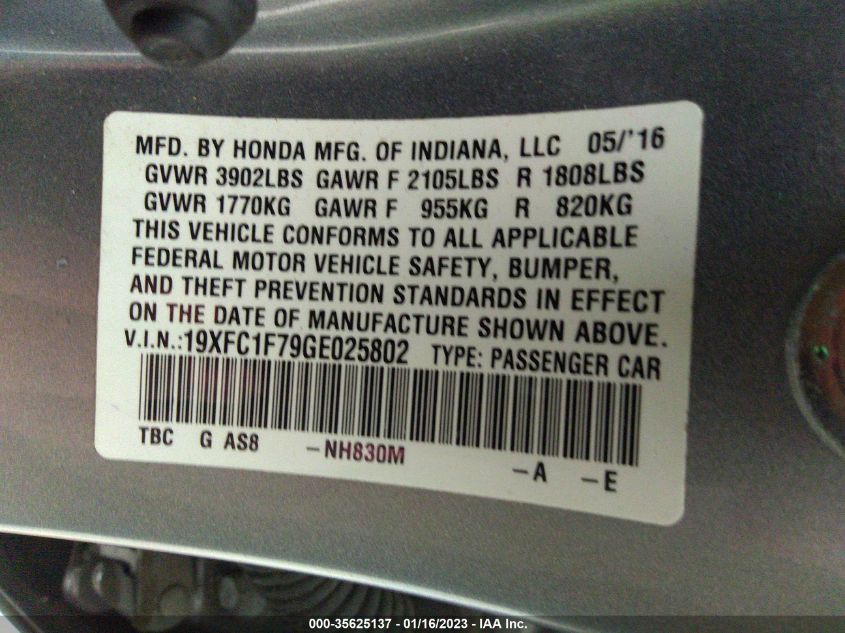 MFD. BY HONDA MFG. OF INDIANA, LLC 05/'16
GVWR 3902LBS GAWR F 2105LBS R 1808LBS
GVWR 1770KG GAWR F 955KG R 820KG
THIS VEHICLE CONFORMS TO ALL APPLICABLE
FEDERAL MOTOR VEHICLE SAFETY, BUMPER,
AND THEFT PREVENTION STANDARDS IN EFFECT
ON THE DATE OF MANUFACTURE SHOWN ABOVE.
V.I.N.:19XFC1F79GE025802 TYPE: PASSENGER CAR
TBC G AS8 -NH830M -A -E
000-35625137 - 01/16/2023 - IAA Inc.